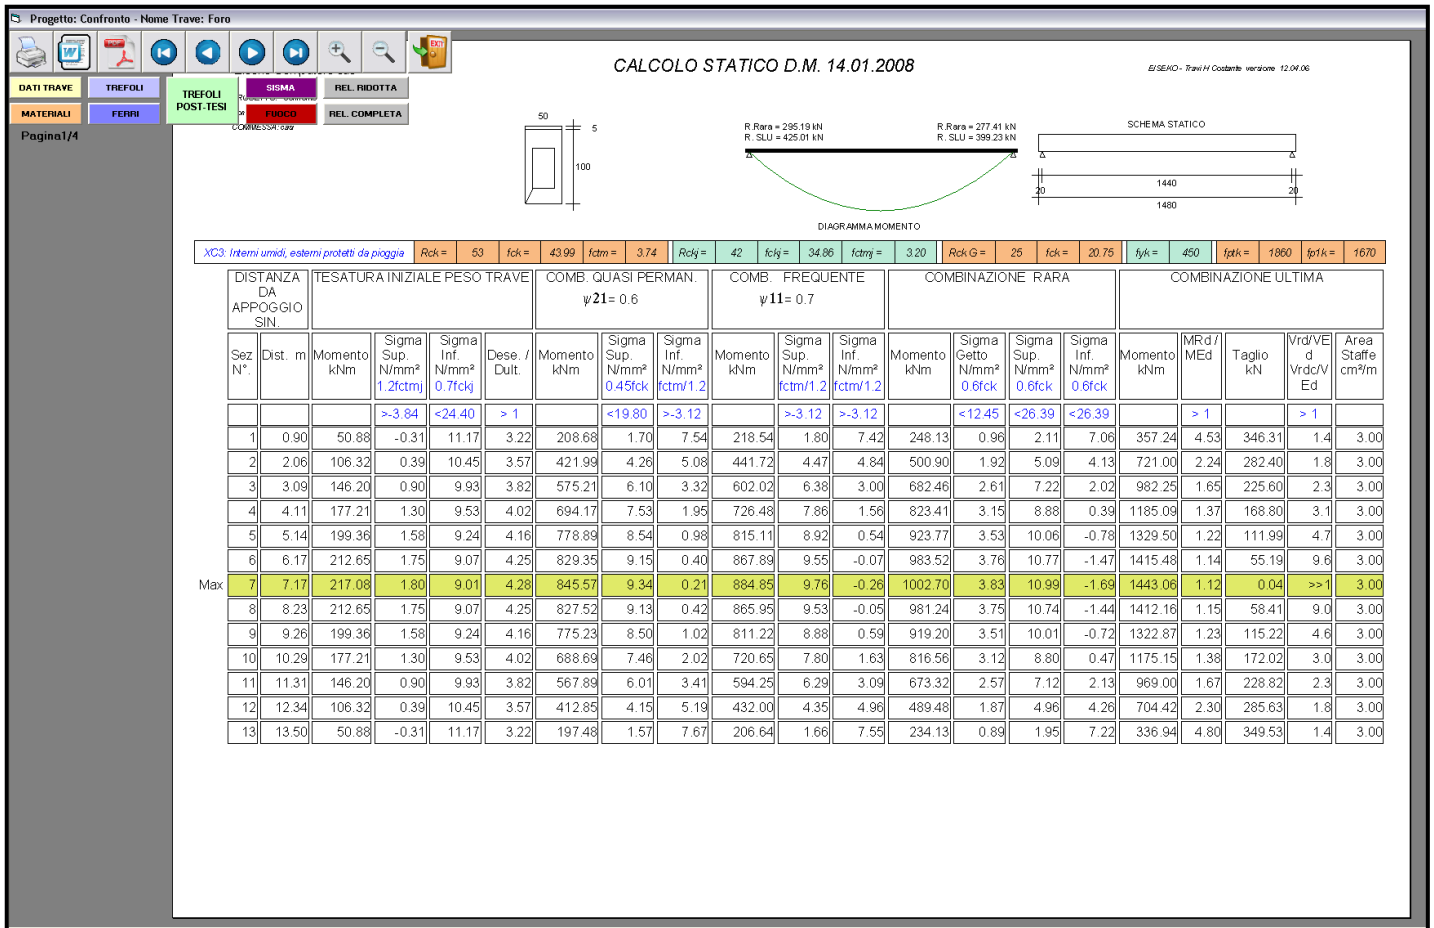 Progetto: Confronto - Nome Trave: Foro
CALCOLO STATICO D.M. 14.01.2008
EISEKO - Travi H Costante versione 12.04.06
DATI TRAVE
TREFOLI
TREFOLI POST-TESI
SISMA
REL. RIDOTTA
MATERIALI
FERRI
FUOCO
REL. COMPLETA
Pagina1/4
50
5
100
R.Rara = 295.19 kN
R. SLU = 425.01 kN
R.Rara = 277.41 kN
R. SLU = 399.23 kN
DIAGRAMMA MOMENTO
SCHEMA STATICO
1440
20
20
1480
XC3: Interni umidi, esterni protetti da pioggia Rck = 53 fck = 43.99 fctm = 3.74 Rckj = 42 fckj = 34.86 fctmj = 3.20 Rck G = 25 fck = 20.75 fyk = 450 fptk = 1860 fp1k = 1670
DISTANZA DA APPOGGIO SIN. TESATURA INIZIALE PESO TRAVE COMB. QUASI PERMAN. COMB. FREQUENTE COMBINAZIONE RARA COMBINAZIONE ULTIMA
ψ21= 0.6 ψ11= 0.7
Sez N°. Dist. m Momento kNm Sigma Sup. N/mm² 1.2fctmj Sigma Inf. N/mm² 0.7fckj Dese. / Dult. Momento kNm Sigma Sup. N/mm² 0.45fck Sigma Inf. N/mm² fctm/1.2 Momento kNm Sigma Sup. N/mm² fctm/1.2 Sigma Inf. N/mm² fctm/1.2 Momento kNm Sigma Getto N/mm² 0.6fck Sigma Sup. N/mm² 0.6fck Sigma Inf. N/mm² 0.6fck Momento kNm MRd / MEd Taglio kN Vrd/VE d Vrdc/V Ed Area Staffe cm²/m
>-3.84 <24.40 > 1 <19.80 >-3.12 >-3.12 >-3.12 <12.45 <26.39 <26.39 > 1 > 1
1 0.90 50.88 -0.31 11.17 3.22 208.68 1.70 7.54 218.54 1.80 7.42 248.13 0.96 2.11 7.06 357.24 4.53 346.31 1.4 3.00
2 2.06 106.32 0.39 10.45 3.57 421.99 4.26 5.08 441.72 4.47 4.84 500.90 1.92 5.09 4.13 721.00 2.24 282.40 1.8 3.00
3 3.09 146.20 0.90 9.93 3.82 575.21 6.10 3.32 602.02 6.38 3.00 682.46 2.61 7.22 2.02 982.25 1.65 225.60 2.3 3.00
4 4.11 177.21 1.30 9.53 4.02 694.17 7.53 1.95 726.48 7.86 1.56 823.41 3.15 8.88 0.39 1185.09 1.37 168.80 3.1 3.00
5 5.14 199.36 1.58 9.24 4.16 778.89 8.54 0.98 815.11 8.92 0.54 923.77 3.53 10.06 -0.78 1329.50 1.22 111.99 4.7 3.00
6 6.17 212.65 1.75 9.07 4.25 829.35 9.15 0.40 867.89 9.55 -0.07 983.52 3.76 10.77 -1.47 1415.48 1.14 55.19 9.6 3.00
Max 7 7.17 217.08 1.80 9.01 4.28 845.57 9.34 0.21 884.85 9.76 -0.26 1002.70 3.83 10.99 -1.69 1443.06 1.12 0.04 >>1 3.00
8 8.23 212.65 1.75 9.07 4.25 827.52 9.13 0.42 865.95 9.53 -0.05 981.24 3.75 10.74 -1.44 1412.16 1.15 58.41 9.0 3.00
9 9.26 199.36 1.58 9.24 4.16 775.23 8.50 1.02 811.22 8.88 0.59 919.20 3.51 10.01 -0.72 1322.87 1.23 115.22 4.6 3.00
10 10.29 177.21 1.30 9.53 4.02 688.69 7.46 2.02 720.65 7.80 1.63 816.56 3.12 8.80 0.47 1175.15 1.38 172.02 3.0 3.00
11 11.31 146.20 0.90 9.93 3.82 567.89 6.01 3.41 594.25 6.29 3.09 673.32 2.57 7.12 2.13 969.00 1.67 228.82 2.3 3.00
12 12.34 106.32 0.39 10.45 3.57 412.85 4.15 5.19 432.00 4.35 4.96 489.48 1.87 4.96 4.26 704.42 2.30 285.63 1.8 3.00
13 13.50 50.88 -0.31 11.17 3.22 197.48 1.57 7.67 206.64 1.66 7.55 234.13 0.89 1.95 7.22 336.94 4.80 349.53 1.4 3.00